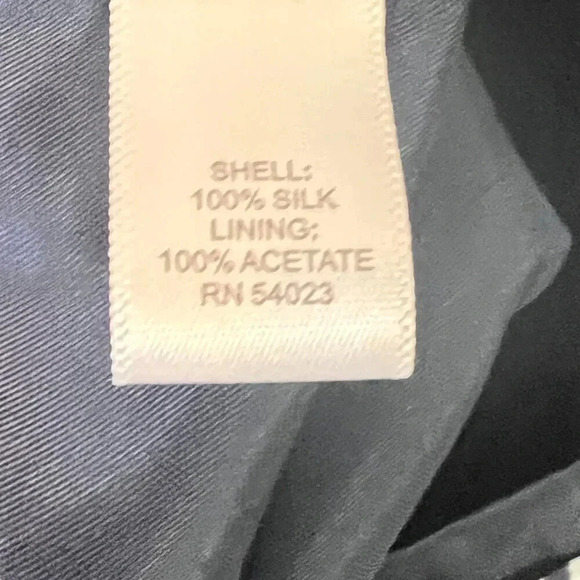 SHELL:
100% SILK
LINING:
100% ACETATE
RN 54023